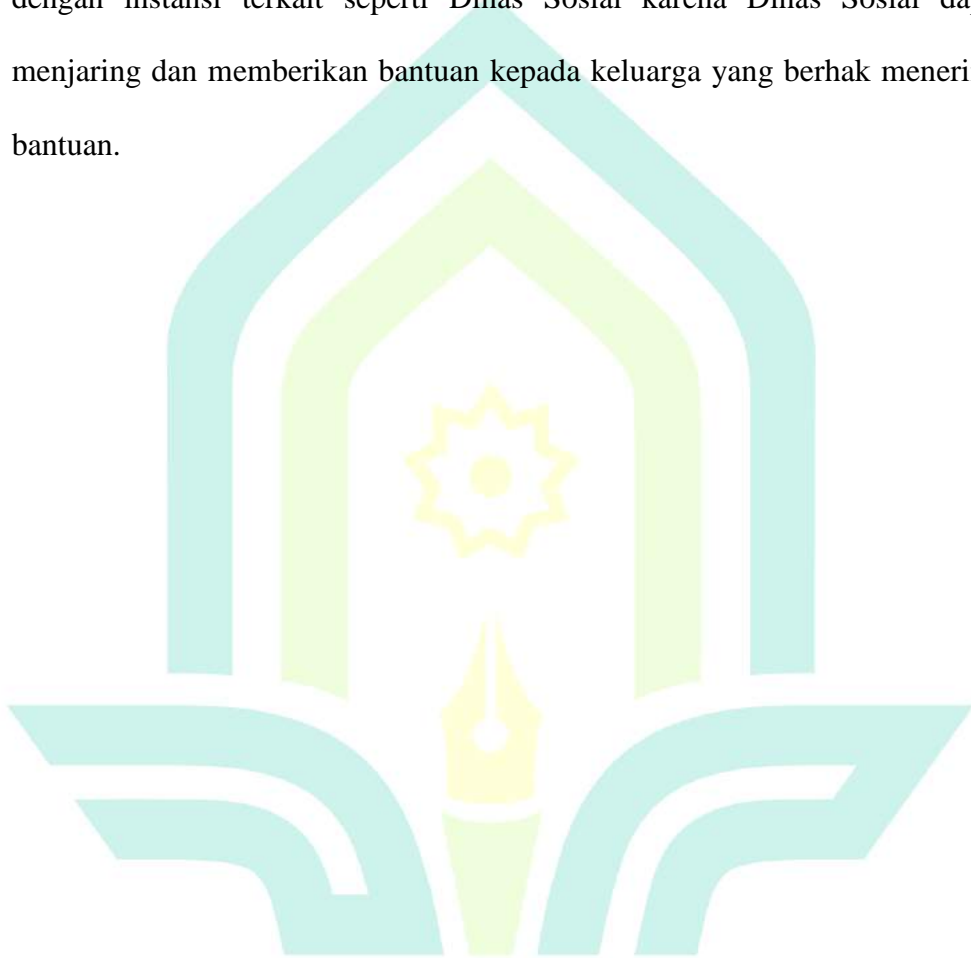 dengan instansi terkait seperti Dinas Sosial karena Dinas Sosial
menjaring dan memberikan bantuan kepada keluarga yang berhak
bantuan.